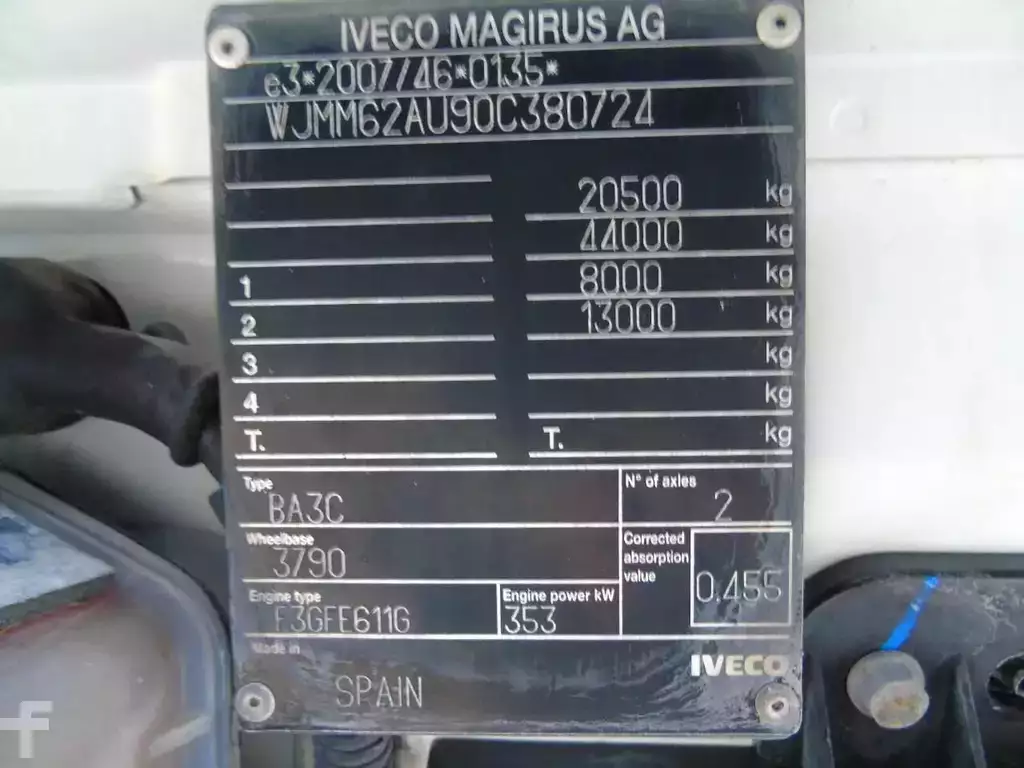 IVECO MAGIRUS AG
e3*2007/46*0135*
WJMM62AU90C380724
20500 kg
44000 kg
1 8000 kg
2 13000 kg
3 kg
4 kg
T. T. kg
Type BA3C
N° of axles 2
Wheelbase 3790
Corrected absorption value 0.455
Engine type F3GFE611G
Engine power kW 353
Made in SPAIN
IVECO
F